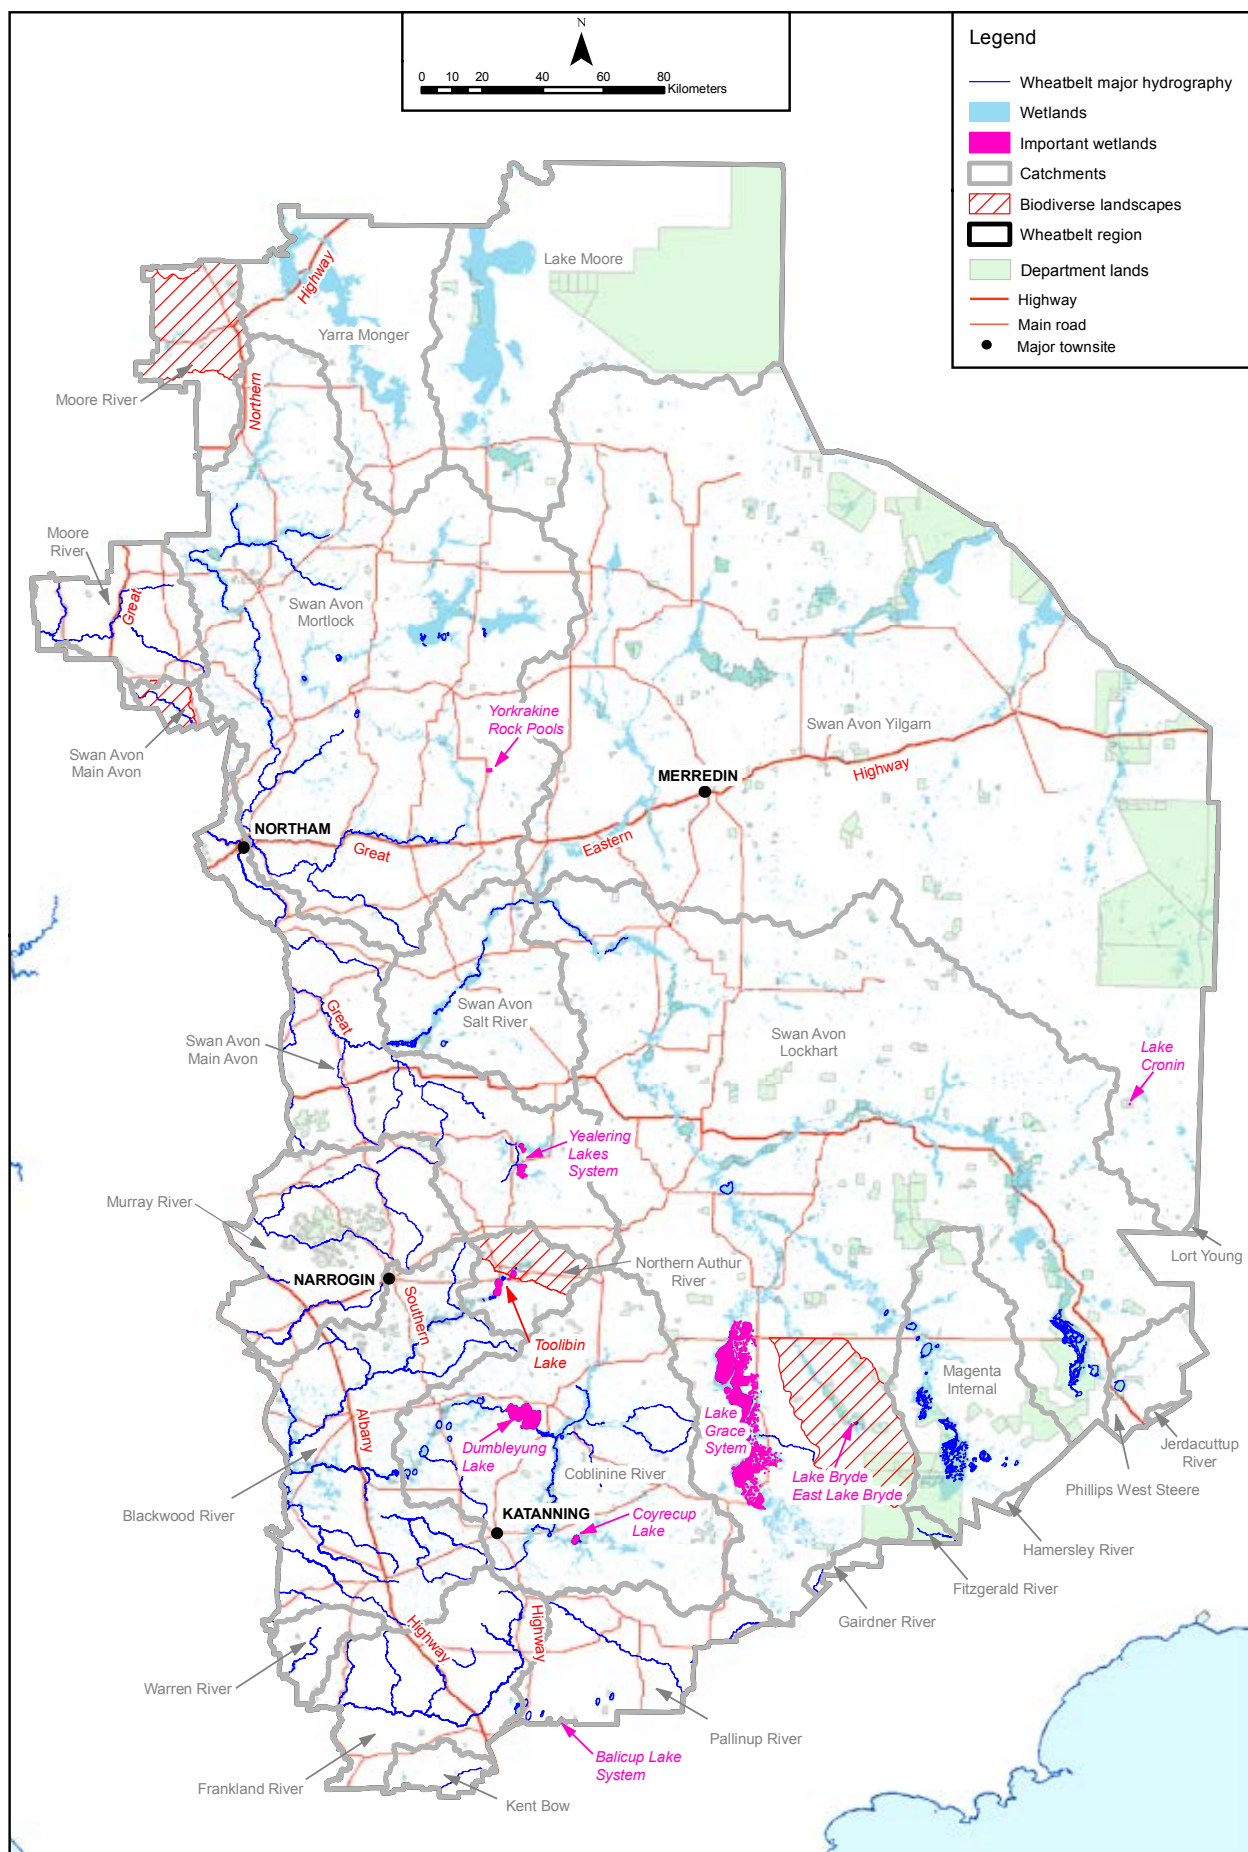 N
0 10 20 40 60 80
Kilometers
Legend
Wheatbelt major hydrography
Wetlands
Important wetlands
Catchments
Biodiverse landscapes
Wheatbelt region
Department lands
Highway
Main road
Major townsite
Lake Moore
Highway
Yarra Monger
Moore River
Northern
Moore
River
Great
Swan Avon
Mortlock
Swan Avon
Main Avon
Yorkrakine
Rock Pools
Swan Avon Yilgarn
MERREDIN
Highway
NORTHAM
Great
Eastern
Swan Avon
Salt River
Great
Swan Avon
Main Avon
Swan Avon
Lockhart
Lake
Cronin
Yealering
Lakes
System
Murray River
Northern Authur
River
Lort Young
NARROGIN
Southern
Toolibin
Lake
Magenta
Internal
Albany
Lake
Grace
Sytem
Dumbleyung
Lake
Coblinine River
Lake Bryde
East Lake Bryde
Jerdacuttup
River
Phillips West Steere
Blackwood River
KATANNING
Coyrecup
Lake
Hamersley River
Fitzgerald River
Gairdner River
Highway
Highway
Warren River
Pallinup River
Balicup Lake
System
Frankland River
Kent Bow